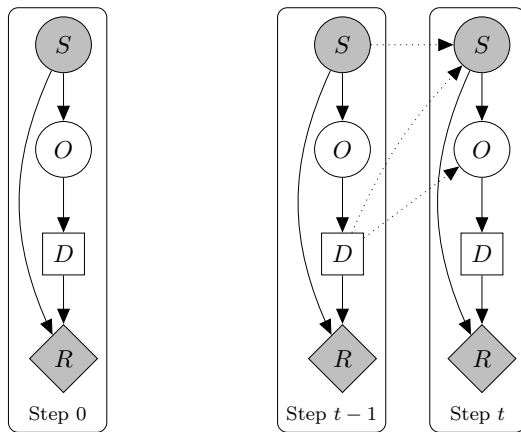 S S S
O O O
D D D
R R R
Step 0 Step t − 1 Step t